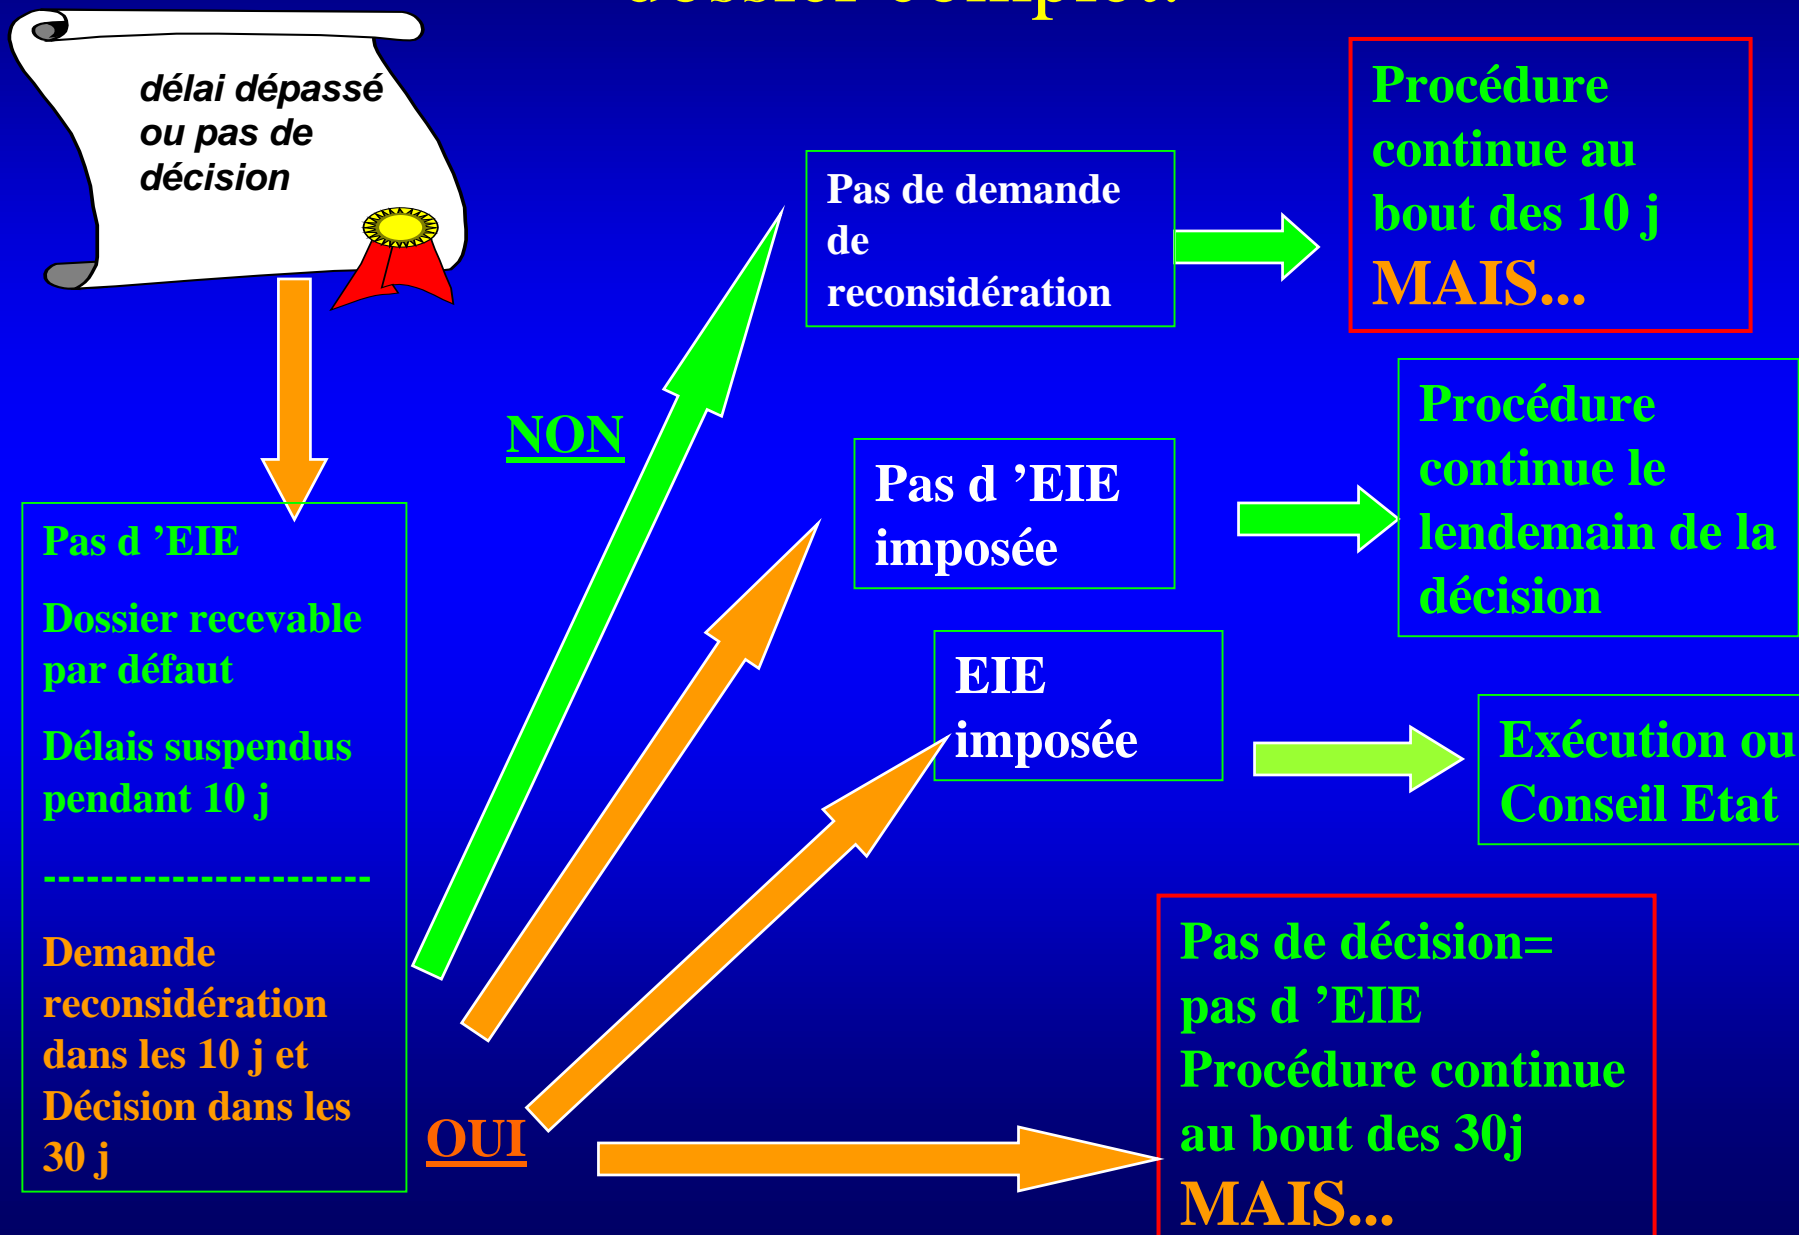 dossier complet.
délai dépassé
ou pas de
décision
Pas d ’EIE
Dossier recevable
par défaut
Délais suspendus
pendant 10 j
-----------------------
Demande
reconsidération
dans les 10 j et
Décision dans les
30 j
NON
OUI
Pas de demande
de
reconsidération
Procédure
continue au
bout des 10 j
MAIS...
Pas d ’EIE
imposée
Procédure
continue le
lendemain de la
décision
EIE
imposée
Exécution ou
Conseil Etat
Pas de décision=
pas d ’EIE
Procédure continue
au bout des 30j
MAIS...